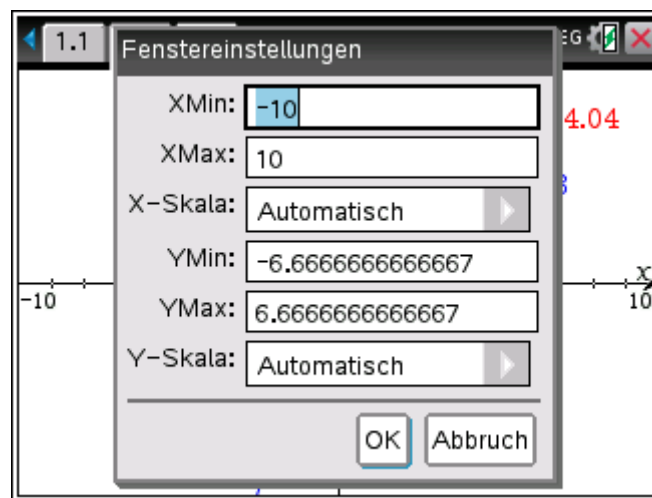 1.1
EG
Fenstereinstellungen
XMin: -10
4.04
XMax: 10
X-Skala: Automatisch
YMin: -6.6666666666667
x
-10
10
YMax: 6.6666666666667
Y-Skala: Automatisch
OK Abbruch